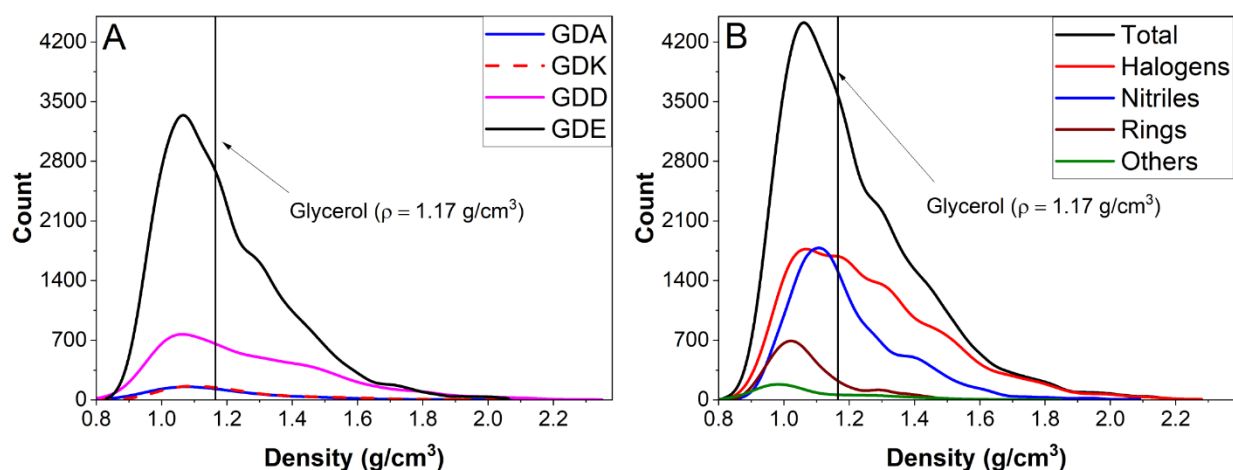 A
GDA
GDK
GDD
GDE
Glycerol (ρ = 1.17 g/cm³)
Count
4200
3500
2800
2100
1400
700
0
0.8 1.0 1.2 1.4 1.6 1.8 2.0 2.2
Density (g/cm³)
B
Total
Halogens
Nitriles
Rings
Others
Glycerol (ρ = 1.17 g/cm³)
Count
4200
3500
2800
2100
1400
700
0
0.8 1.0 1.2 1.4 1.6 1.8 2.0 2.2
Density (g/cm³)